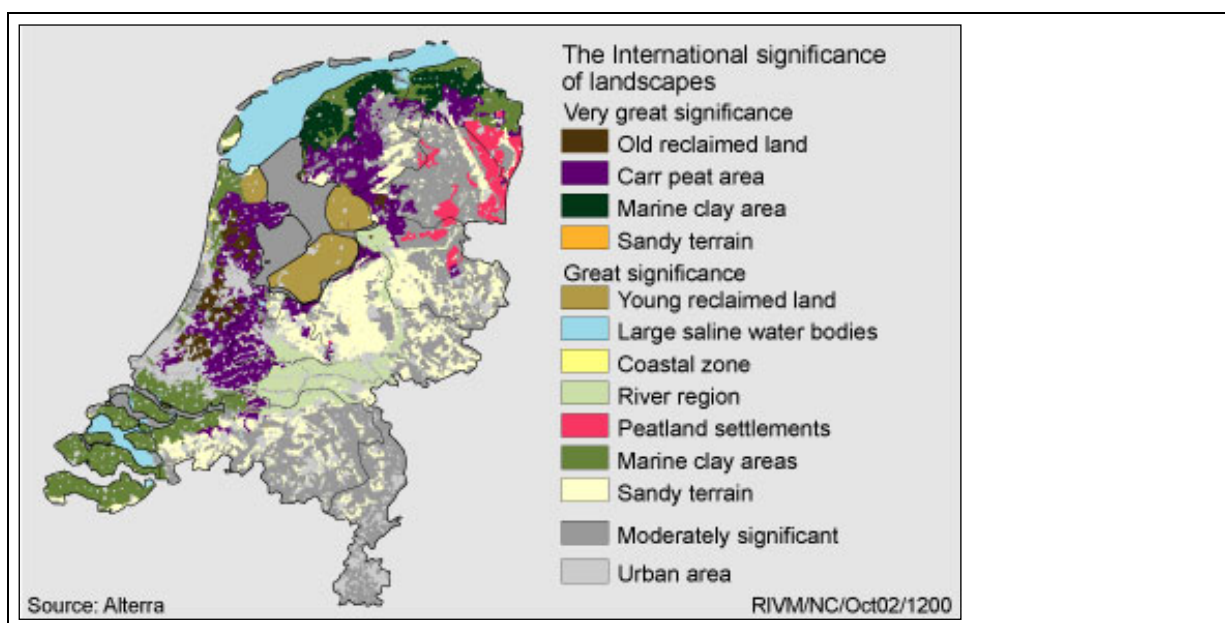 The International significance
of landscapes
Very great significance
Old reclaimed land
Carr peat area
Marine clay area
Sandy terrain
Great significance
Young reclaimed land
Large saline water bodies
Coastal zone
River region
Peatland settlements
Marine clay areas
Sandy terrain
Moderately significant
Urban area
Source: Alterra
RIVM/NC/Oct02/1200